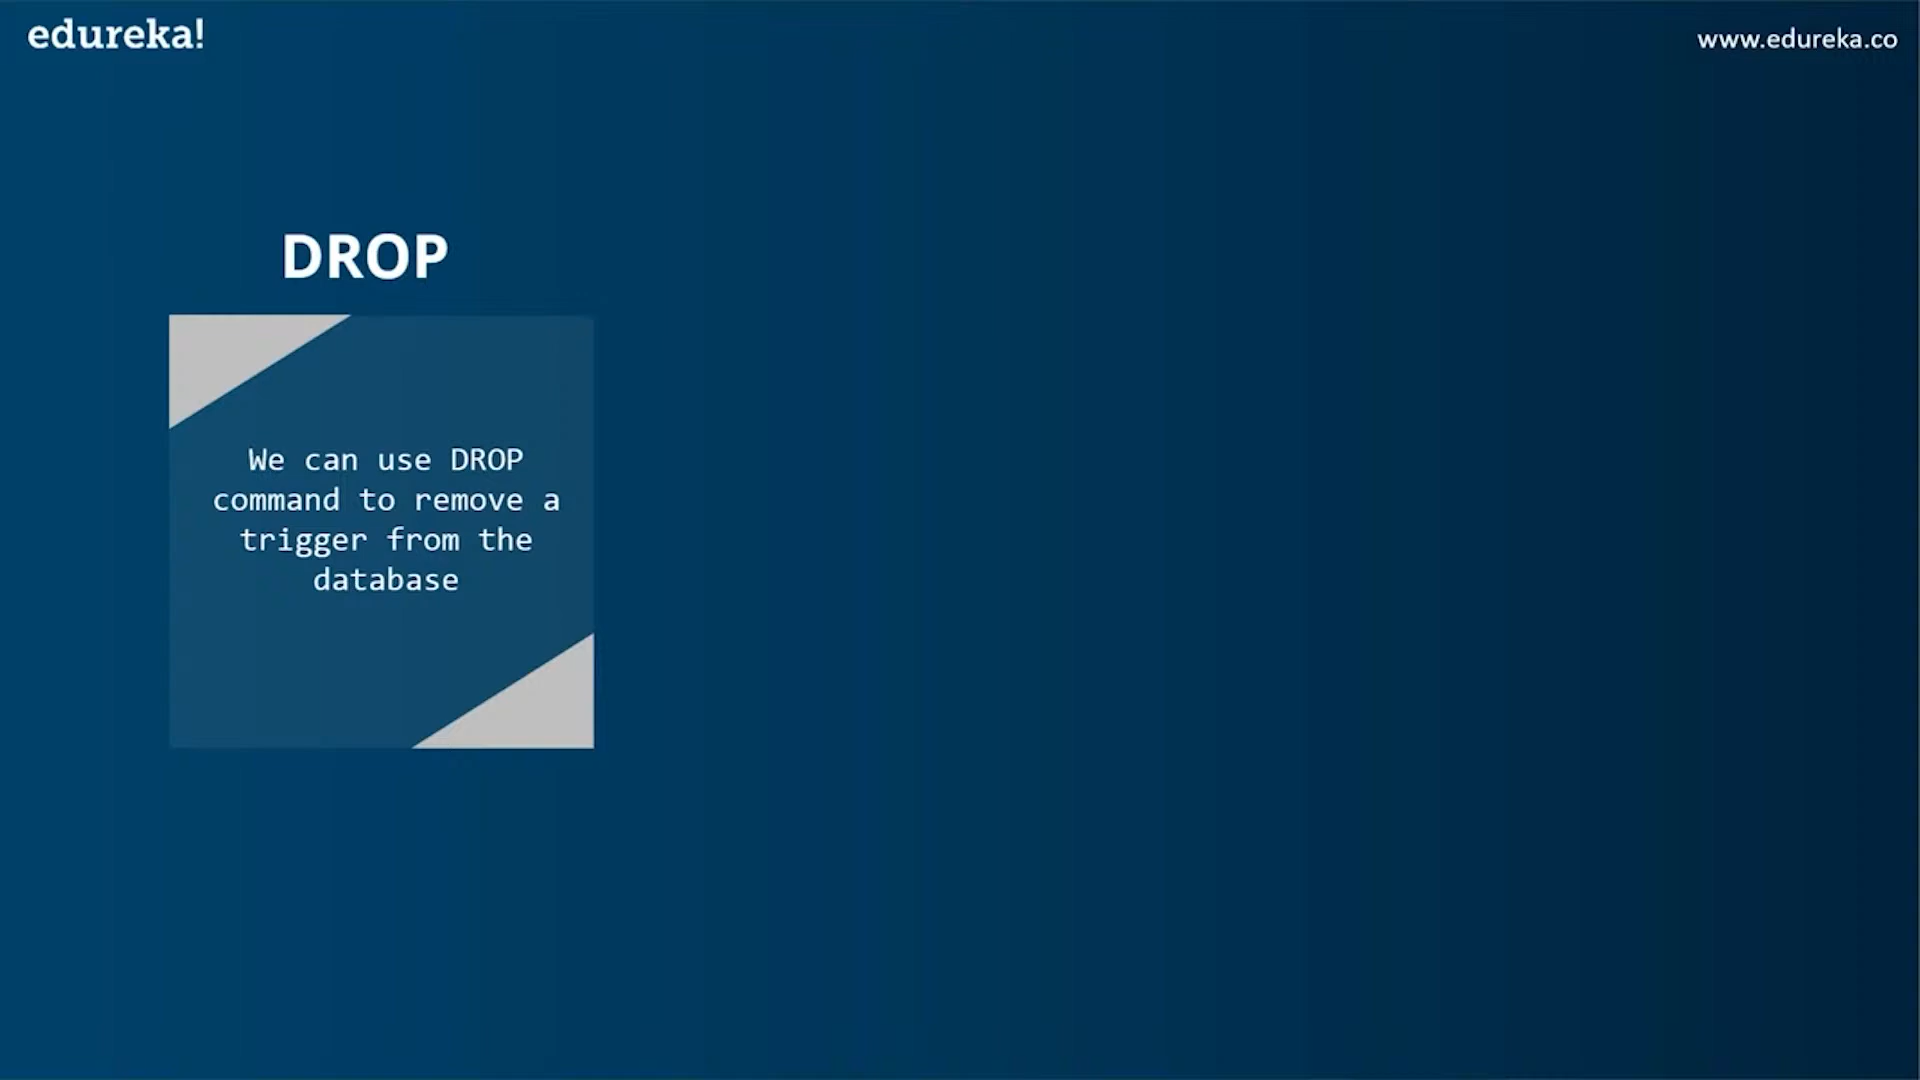 edureka!
www.edureka.co
DROP
We can use DROP
command to remove a
trigger from the
database